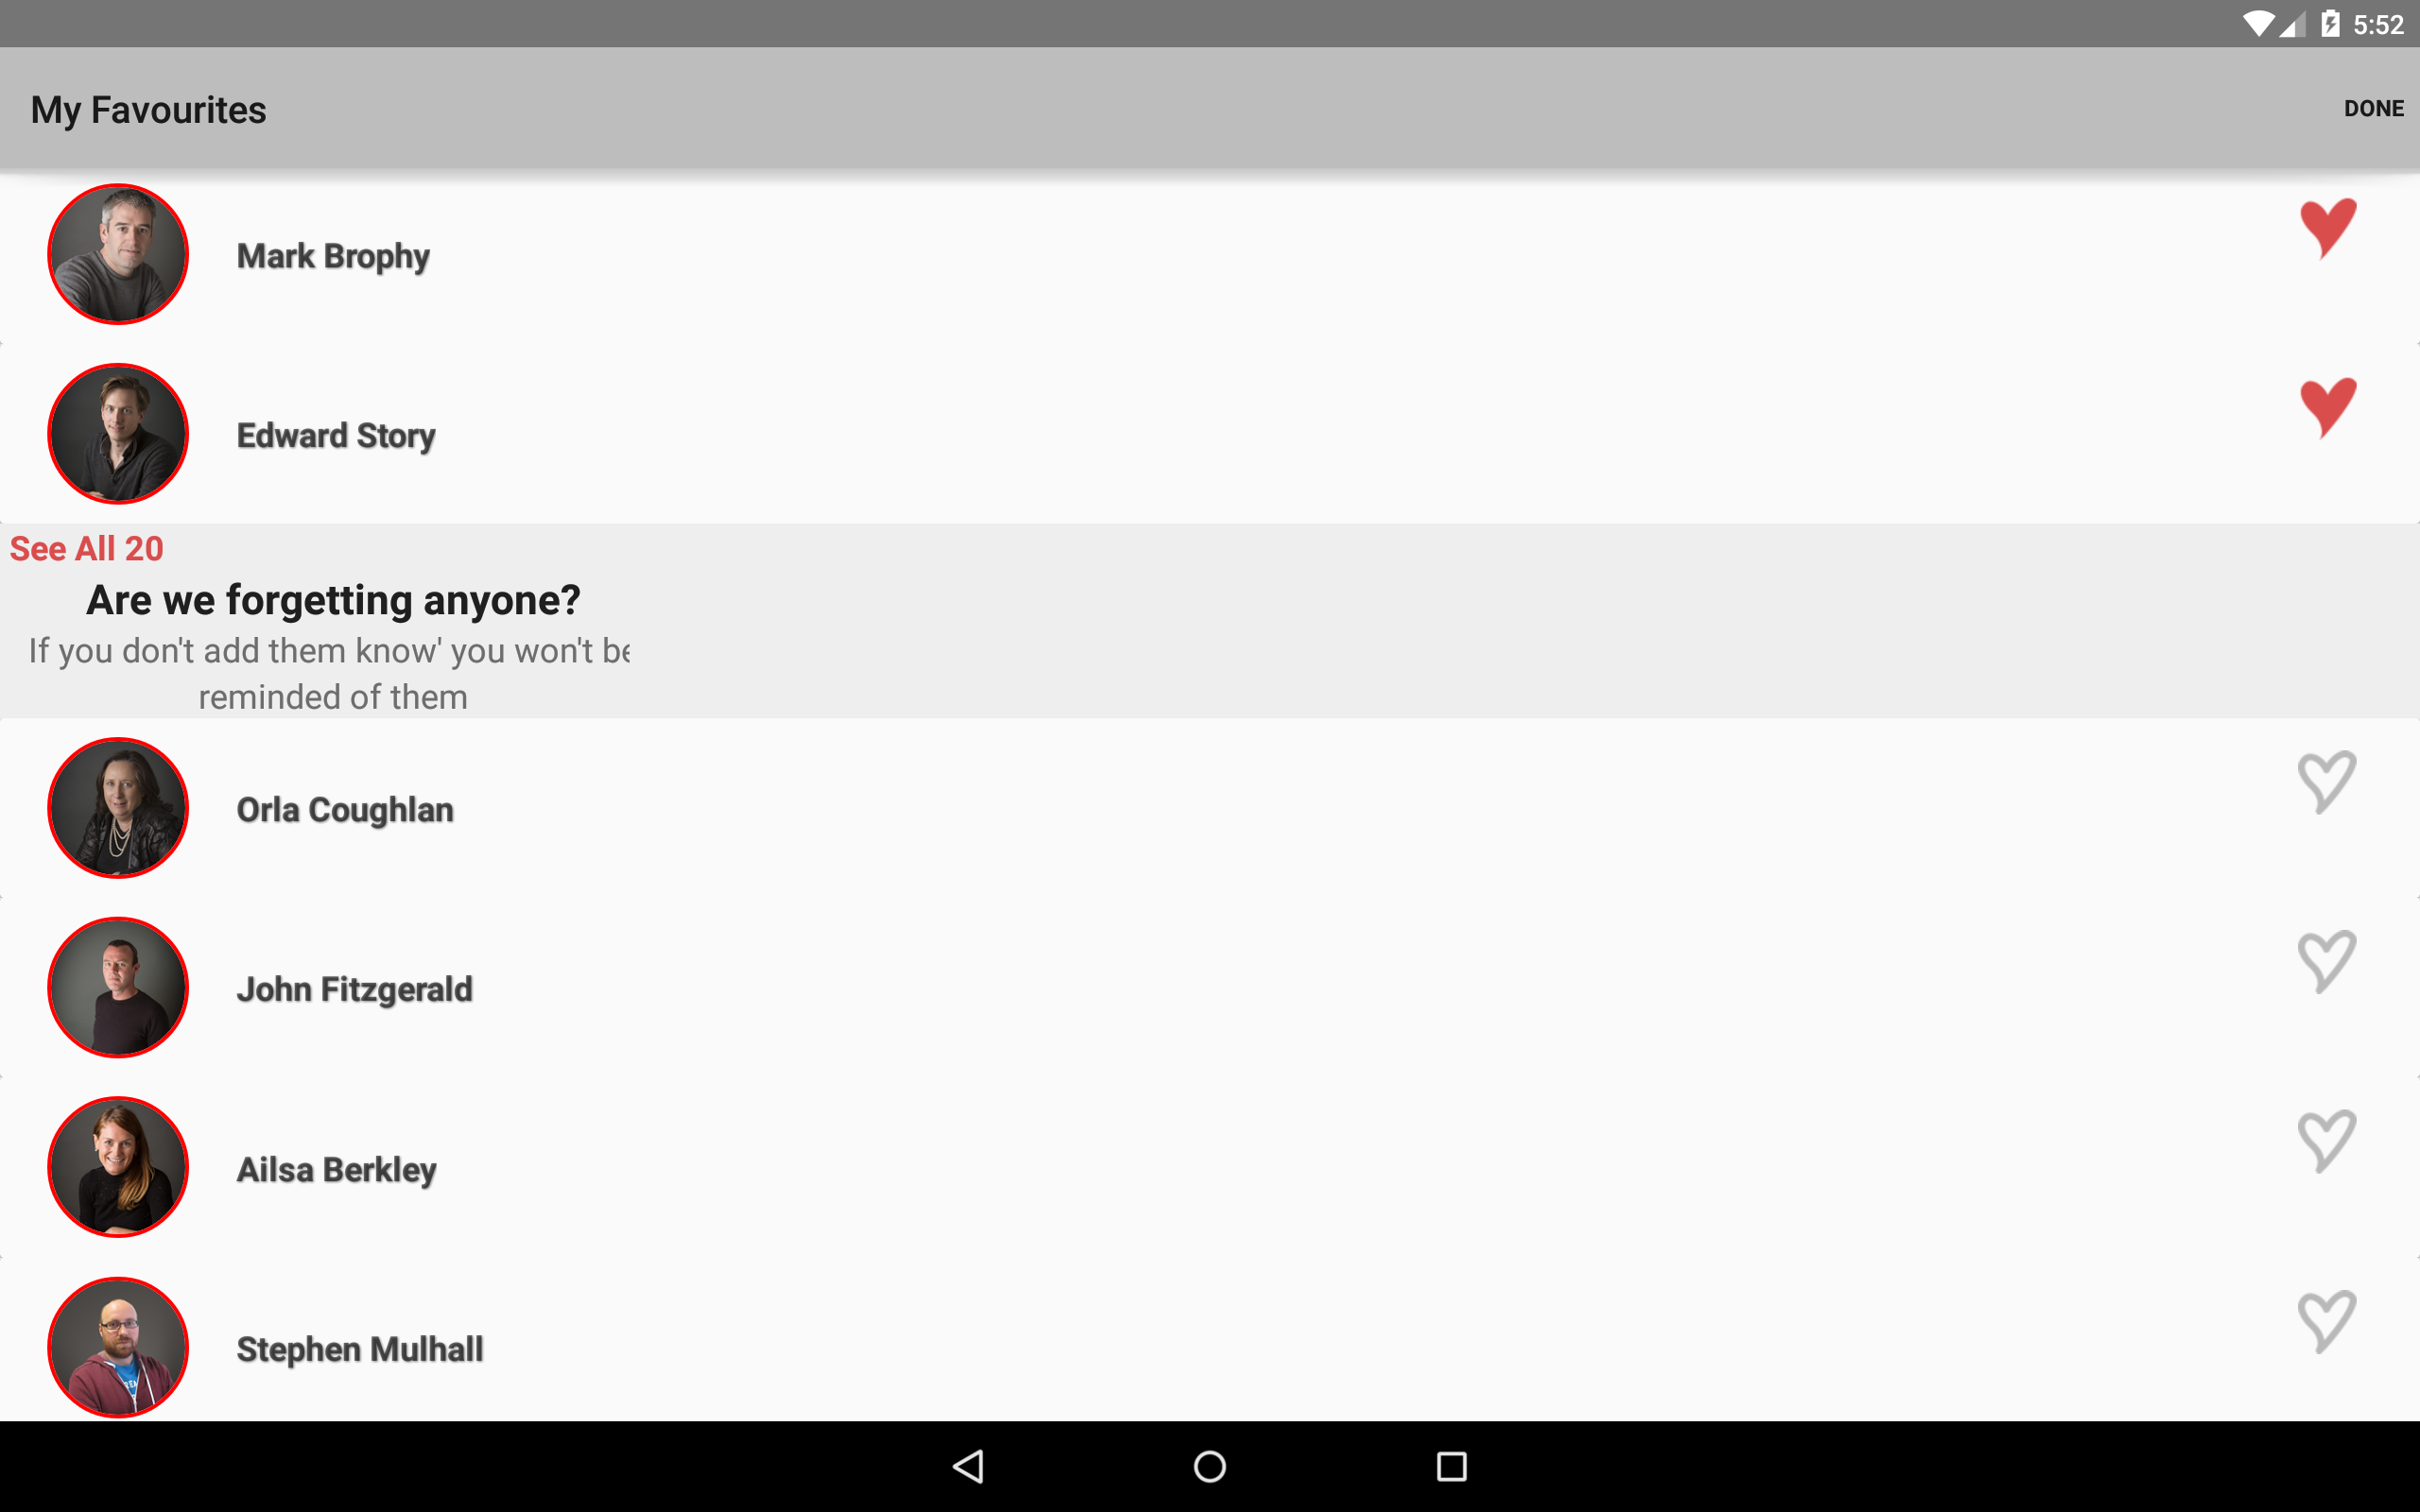 5:52
My Favourites
DONE
Mark Brophy
Edward Story
See All 20
Are we forgetting anyone?
If you don't add them know' you won't be
reminded of them
Orla Coughlan
John Fitzgerald
Ailsa Berkley
Stephen Mulhall